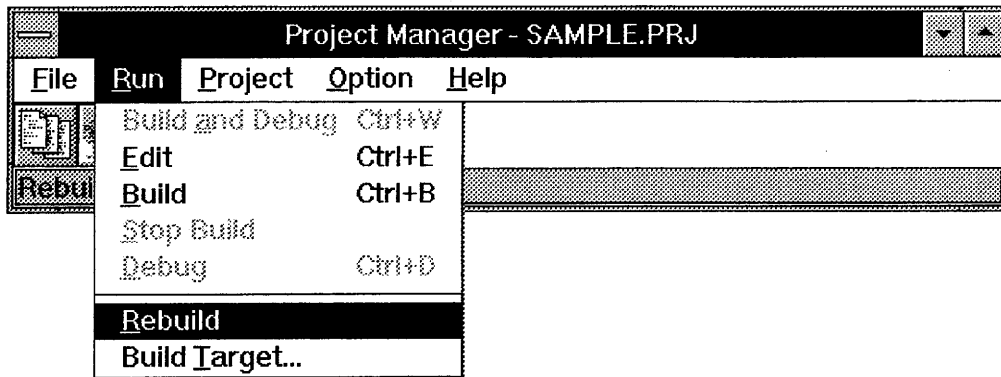 Project Manager - SAMPLE.PRJ
File Run Project Option Help
Build and Debug Ctrl+W
Edit Ctrl+E
Build Ctrl+B
Stop Build
Debug Ctrl+D
Rebuild
Build Target...